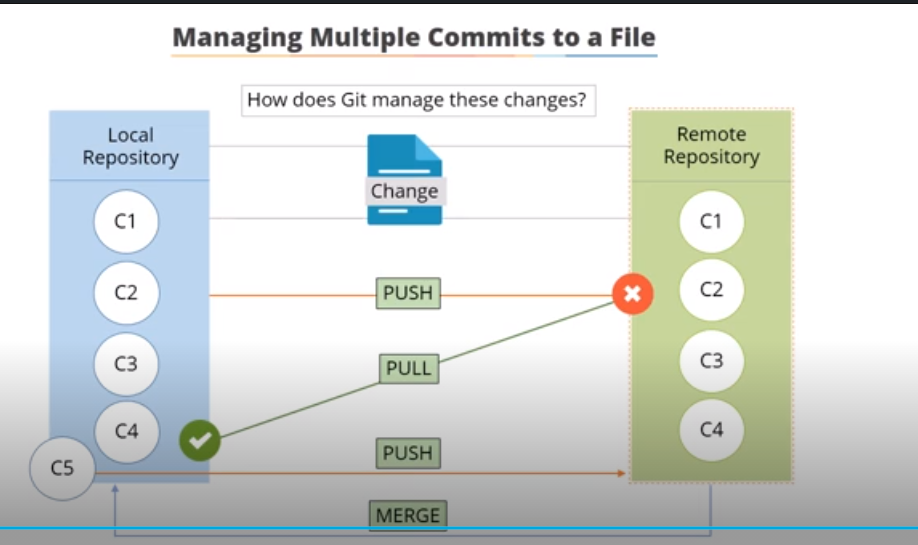 Managing Multiple Commits to a File
How does Git manage these changes?
Local
Repository
Remote
Repository
Change
C1
C1
C2
PUSH
C2
C3
PULL
C3
C4
C4
C5
PUSH
MERGE